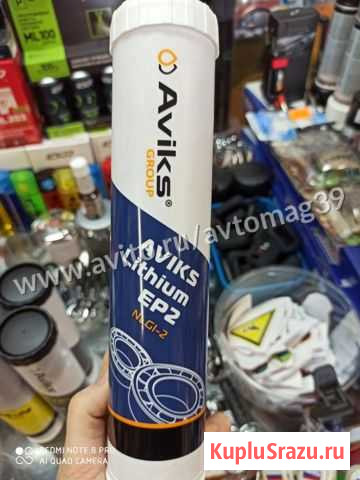 ML100
Aviks®
GROUP
www.avito.ru/avtomag39
AVIKS
Lithium
EP2
NLGI-2
REDMI NOTE 8 PRO
AI QUAD CAMERA
KupluSrazu.ru